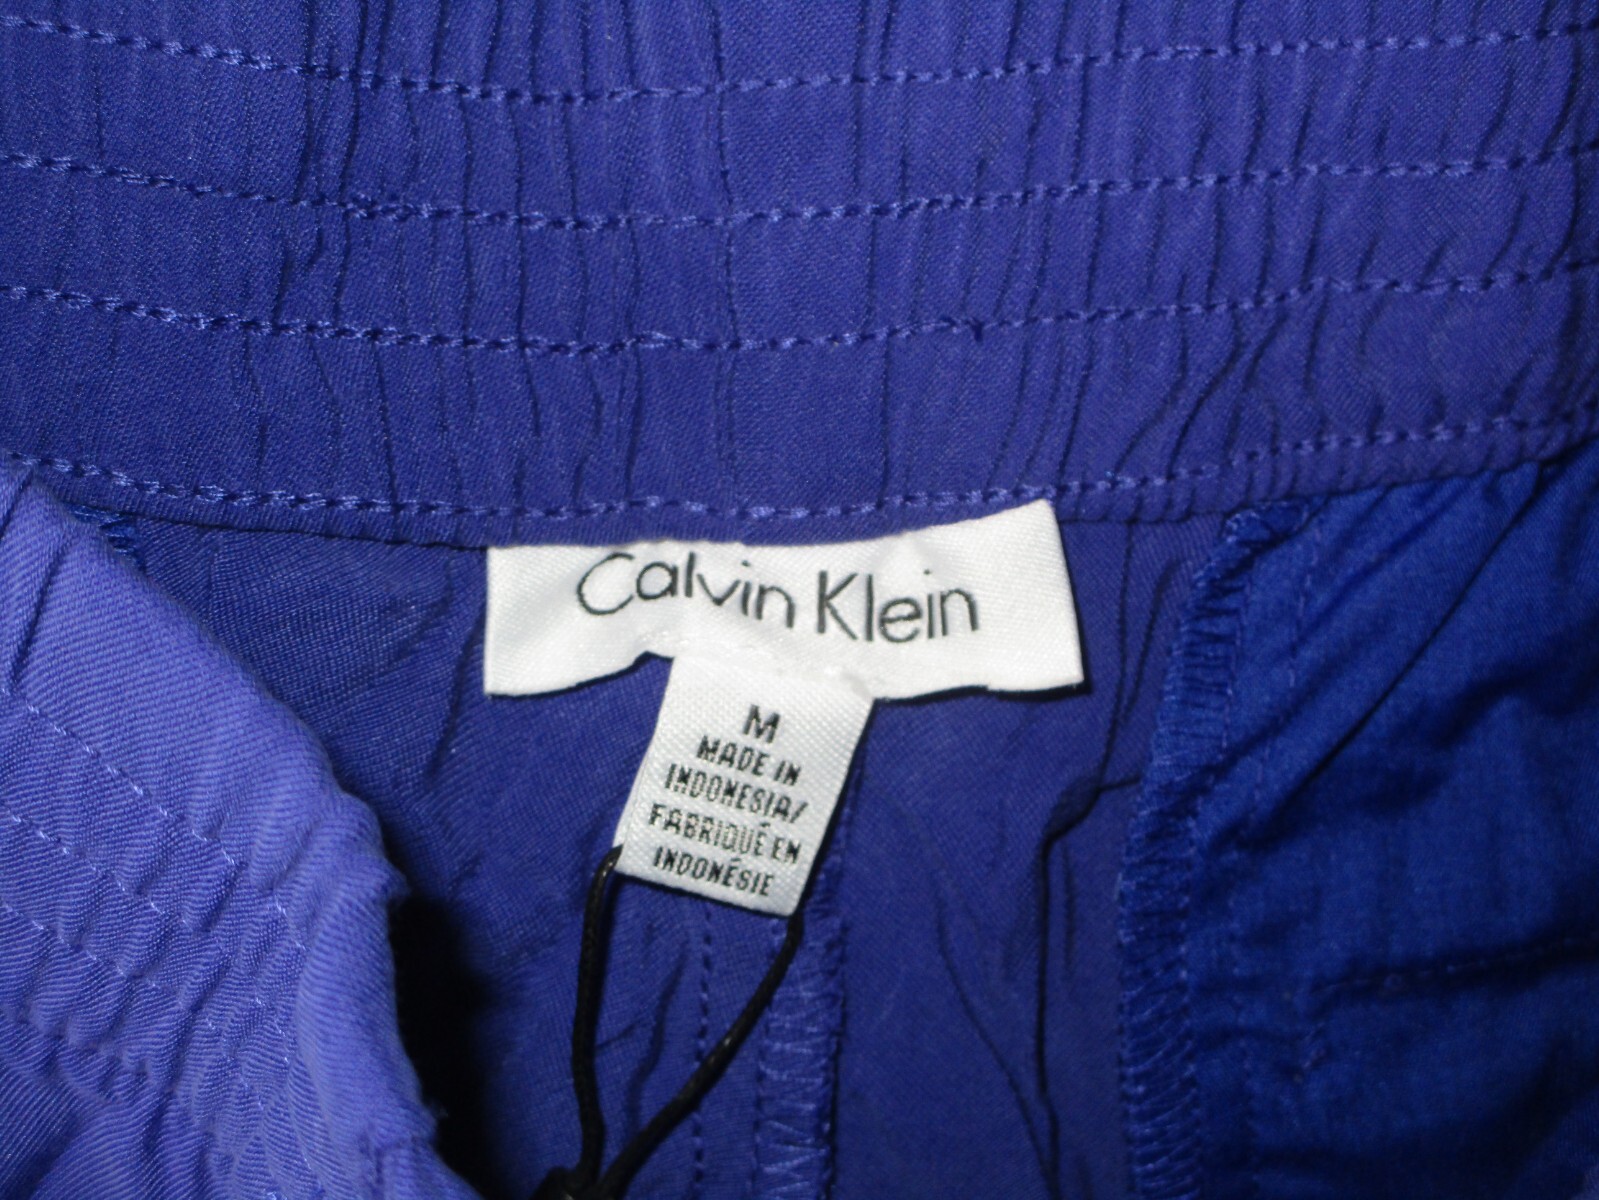 Calvin Klein
M
MADE IN
INDONESIA/
FABRIQUÉ EN
INDONÉSIE